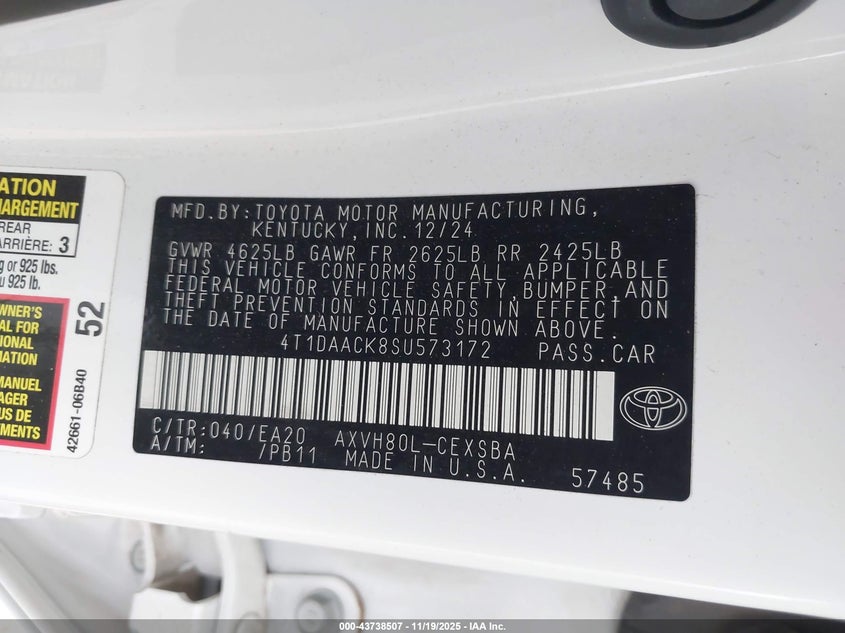 ATION
HARGEMENT
REAR
ARRIÈRE: 3
g or 925 lbs.
u 925 lb.
OWNER'S
AL FOR
TIONAL
MATION
MANUEL
AGER
US DE
EMENTS
52
42661-06B40
MFD.BY:TOYOTA MOTOR MANUFACTURING,
KENTUCKY, INC.12/24
GVWR 4625LB GAWR FR 2625LB RR 2425LB
THIS VEHICLE CONFORMS TO ALL APPLICABLE
FEDERAL MOTOR VEHICLE SAFETY,BUMPER,AND
THEFT PREVENTION STANDARDS IN EFFECT ON
THE DATE OF MANUFACTURE SHOWN ABOVE.
4T1DAACK8SU573172 PASS.CAR
C/TR:040/EA20 AXVH80L-CEXSBA
A/TM: /PB11 MADE IN U.S.A.
57485
000-43738507 - 11/19/2025 - IAA Inc.